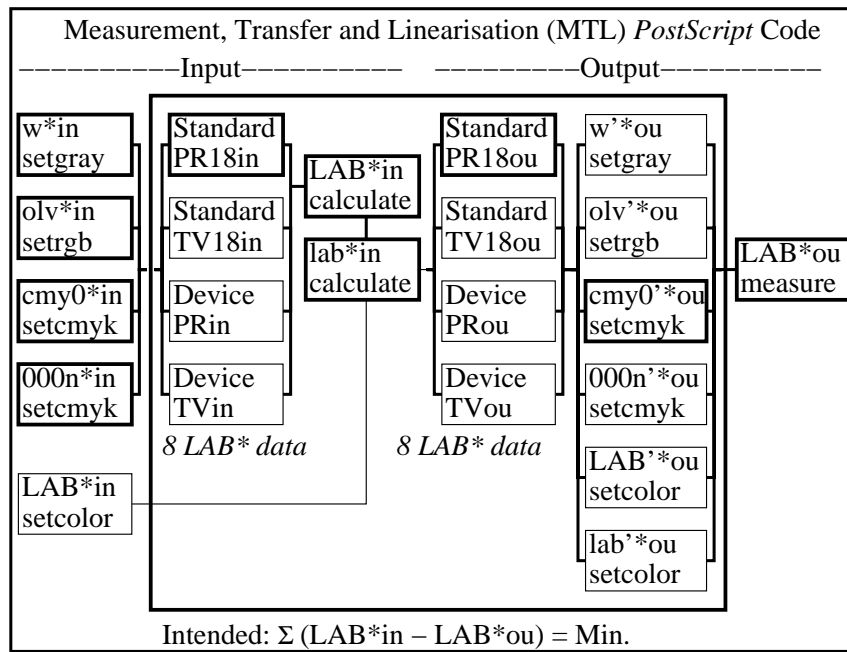 Measurement, Transfer and Linearisation (MTL) PostScript Code
−−−−−−−−−−Input−−−−−−−−−− −−−−−−−−−Output−−−−−−−−−−
w*in
setgray
olv*in
setrgb
cmy0*in
setcmyk
000n*in
setcmyk
LAB*in
setcolor
Standard
PR18in
Standard
TV18in
Device
PRin
Device
TVin
8 LAB* data
LAB*in
calculate
lab*in
calculate
Standard
PR18ou
Standard
TV18ou
Device
PRou
Device
TVou
8 LAB* data
w’*ou
setgray
olv’*ou
setrgb
cmy0’*ou
setcmyk
000n’*ou
setcmyk
LAB’*ou
setcolor
lab’*ou
setcolor
LAB*ou
measure
Intended: Σ (LAB*in – LAB*ou) = Min.